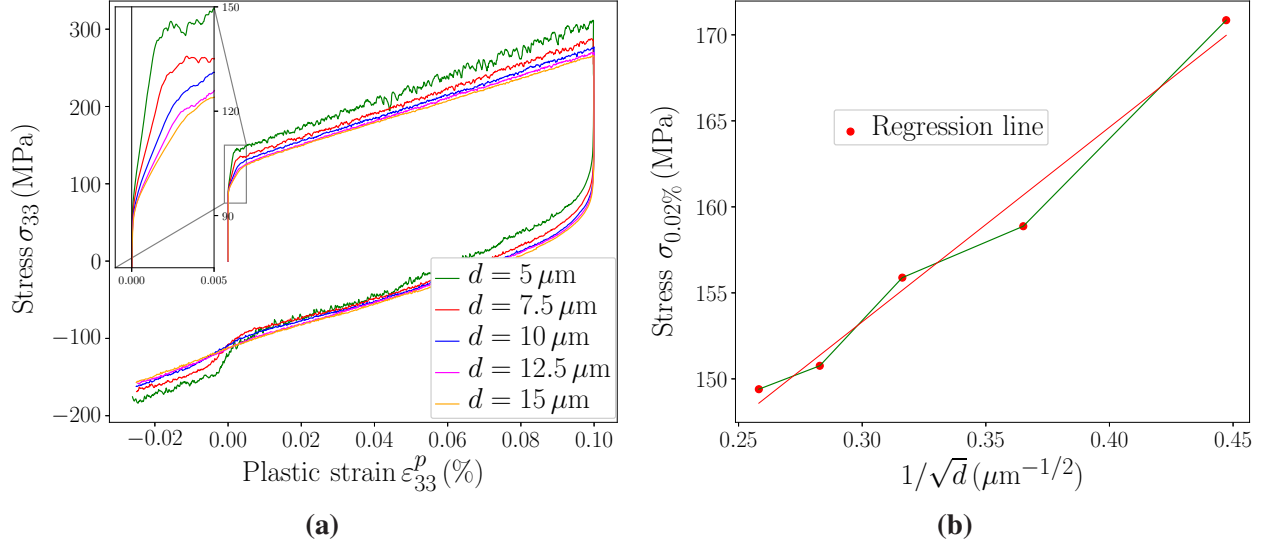 150
120
90
0.000
0.005
300
200
100
0
−100
−200
Stress σ₃₃ (MPa)
d = 5 μm
d = 7.5 μm
d = 10 μm
d = 12.5 μm
d = 15 μm
−0.02
0.00
0.02
0.04
0.06
0.08
0.10
Plastic strain ε₃₃ᵖ (%)
(a)
170
165
160
155
150
Stress σ₀.₀₂% (MPa)
Regression line
0.25
0.30
0.35
0.40
0.45
1/√d (μm⁻¹/²)
(b)